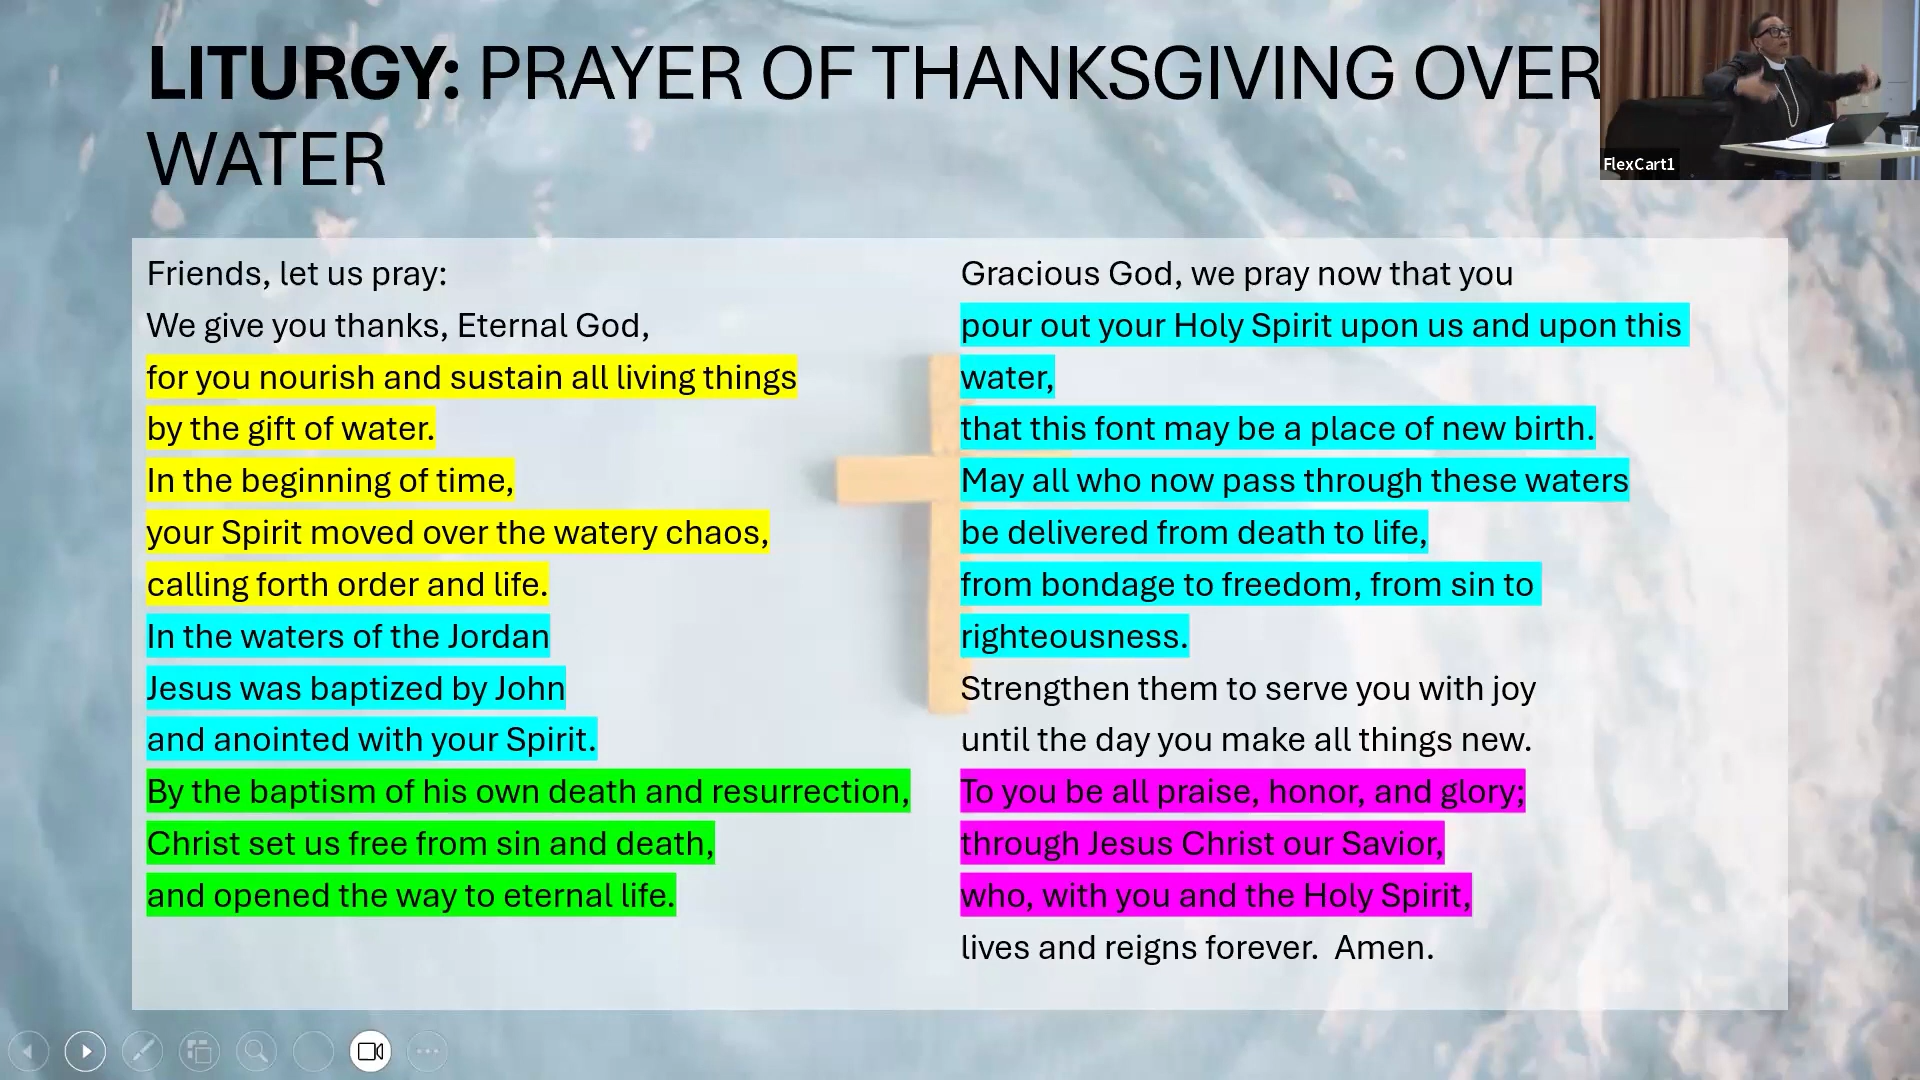 LITURGY: PRAYER OF THANKSGIVING OVER
WATER
FlexCart1
Friends, let us pray:
We give you thanks, Eternal God,
for you nourish and sustain all living things
by the gift of water.
In the beginning of time,
your Spirit moved over the watery chaos,
calling forth order and life.
In the waters of the Jordan
Jesus was baptized by John
and anointed with your Spirit.
By the baptism of his own death and resurrection,
Christ set us free from sin and death,
and opened the way to eternal life.
Gracious God, we pray now that you
pour out your Holy Spirit upon us and upon this
water,
that this font may be a place of new birth.
May all who now pass through these waters
be delivered from death to life,
from bondage to freedom, from sin to
righteousness.
Strengthen them to serve you with joy
until the day you make all things new.
To you be all praise, honor, and glory;
through Jesus Christ our Savior,
who, with you and the Holy Spirit,
lives and reigns forever.  Amen.